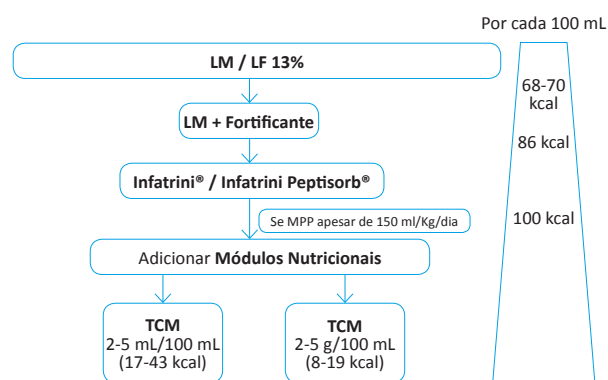 Por cada 100 mL
LM / LF 13%
68-70
kcal
LM + Fortificante
86 kcal
Infatrini® / Infatrini Peptisorb®
Se MPP apesar de 150 ml/Kg/dia
100 kcal
Adicionar Módulos Nutricionais
TCM
2-5 mL/100 mL
(17-43 kcal)
TCM
2-5 g/100 mL
(8-19 kcal)